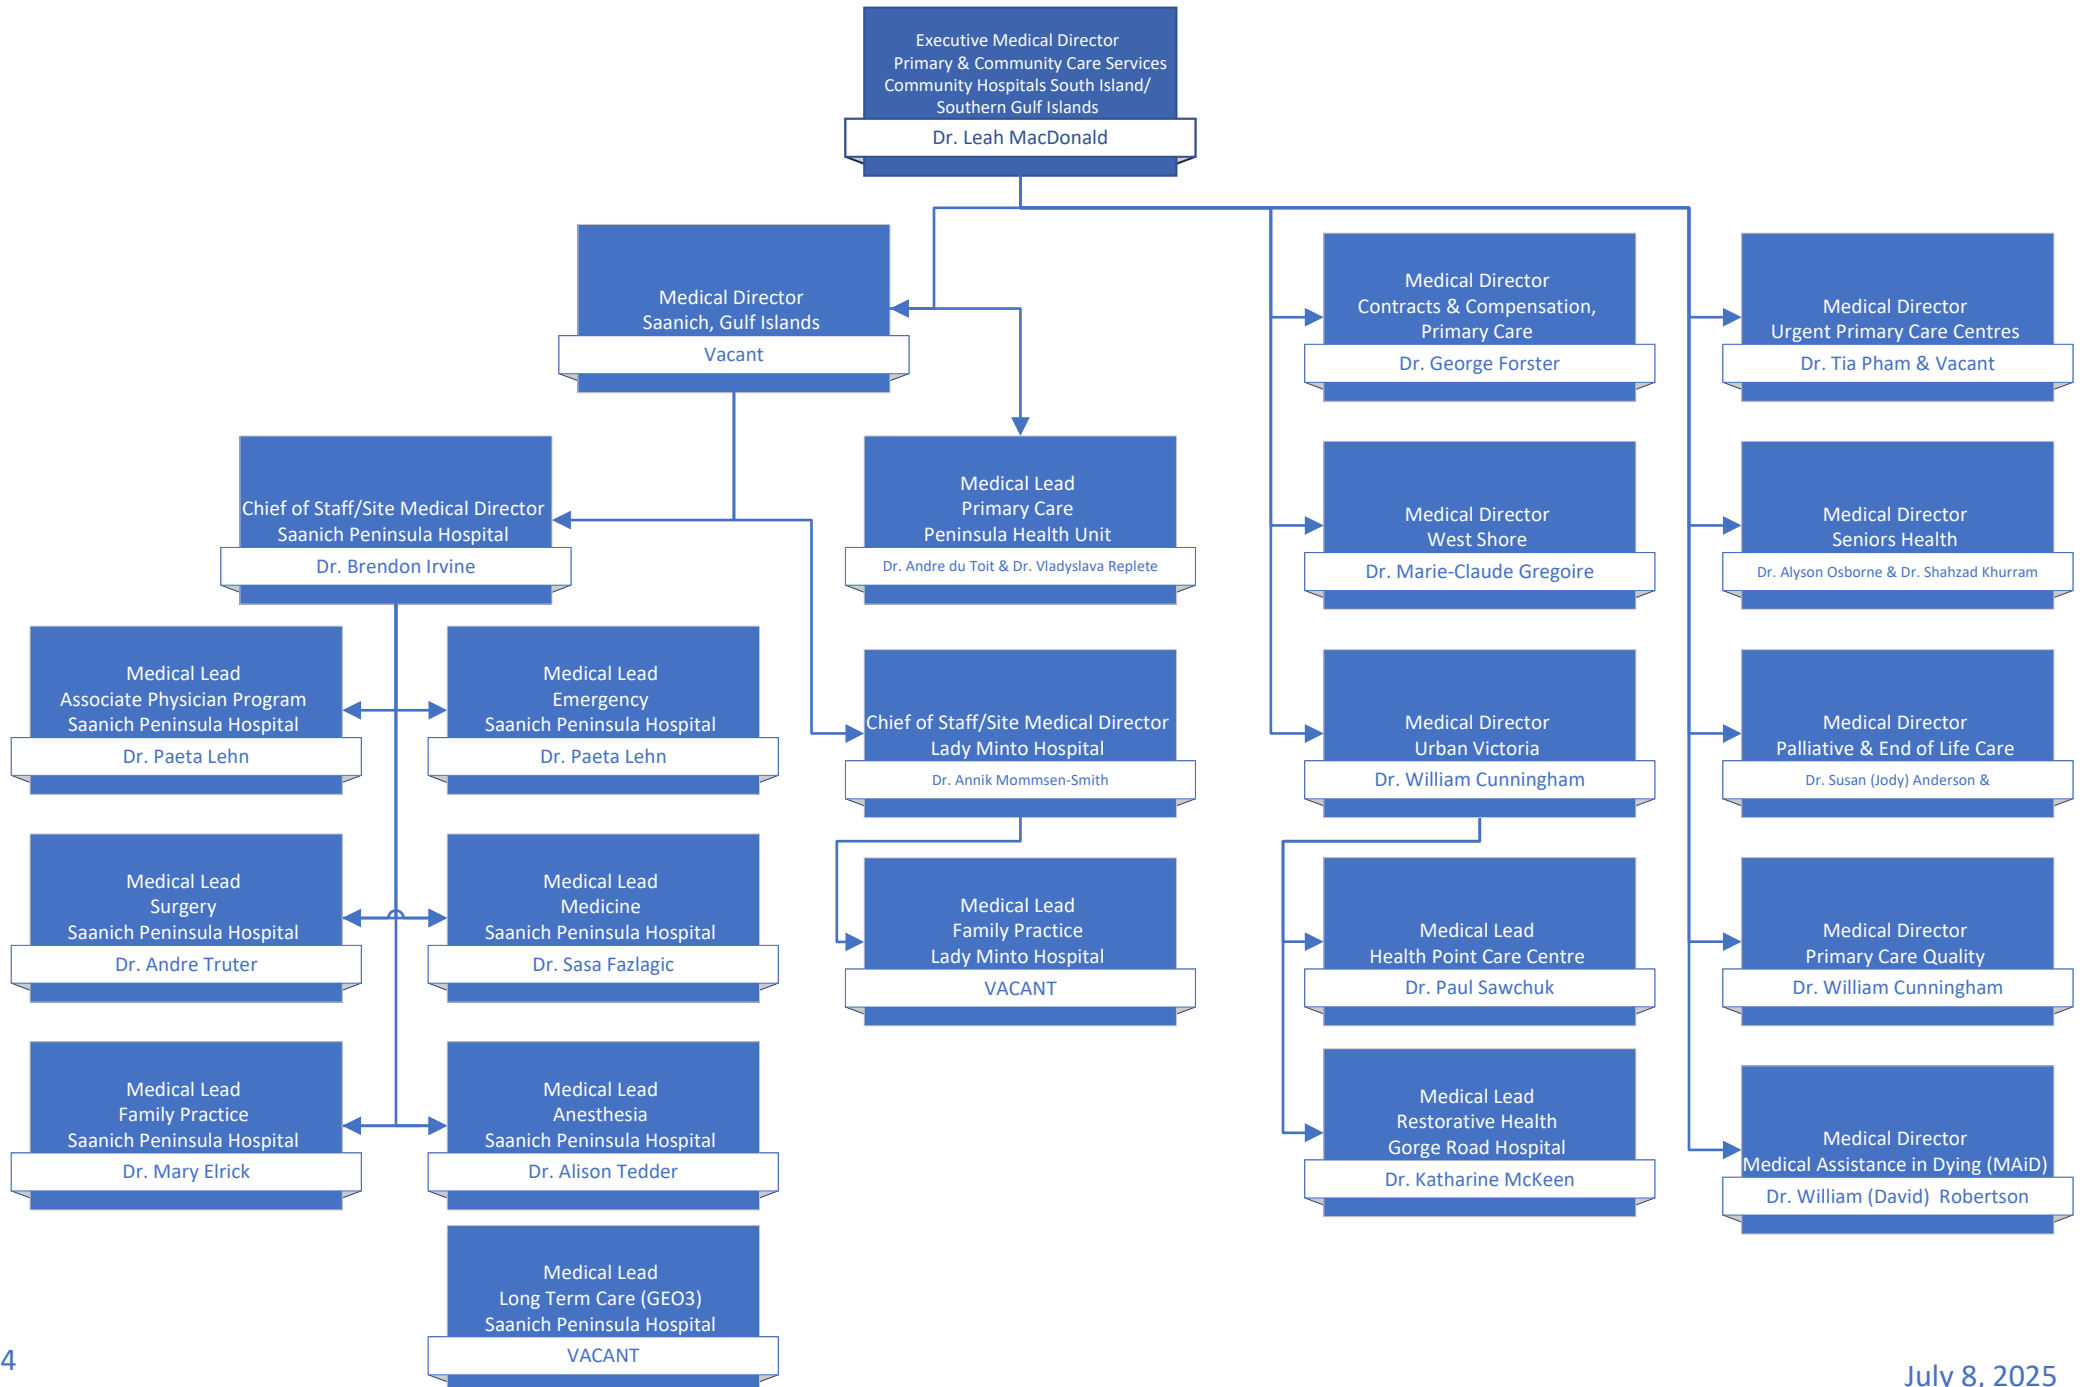 Executive Medical Director
Primary & Community Care Services
Community Hospitals South Island/
Southern Gulf Islands
Dr. Leah MacDonald
Medical Director
Saanich, Gulf Islands
Vacant
Medical Director
Contracts & Compensation,
Primary Care
Dr. George Forster
Medical Director
Urgent Primary Care Centres
Dr. Tia Pham & Vacant
Chief of Staff/Site Medical Director
Saanich Peninsula Hospital
Dr. Brendon Irvine
Medical Lead
Primary Care
Peninsula Health Unit
Dr. Andre du Toit & Dr. Vladyslava Replete
Medical Director
West Shore
Dr. Marie-Claude Gregoire
Medical Director
Seniors Health
Dr. Alyson Osborne & Dr. Shahzad Khurram
Medical Lead
Associate Physician Program
Saanich Peninsula Hospital
Dr. Paeta Lehn
Medical Lead
Emergency
Saanich Peninsula Hospital
Dr. Paeta Lehn
Chief of Staff/Site Medical Director
Lady Minto Hospital
Dr. Annik Mommsen-Smith
Medical Director
Urban Victoria
Dr. William Cunningham
Medical Director
Palliative & End of Life Care
Dr. Susan (Jody) Anderson &
Medical Lead
Surgery
Saanich Peninsula Hospital
Dr. Andre Truter
Medical Lead
Medicine
Saanich Peninsula Hospital
Dr. Sasa Fazlagic
Medical Lead
Family Practice
Lady Minto Hospital
VACANT
Medical Lead
Health Point Care Centre
Dr. Paul Sawchuk
Medical Director
Primary Care Quality
Dr. William Cunningham
Medical Lead
Family Practice
Saanich Peninsula Hospital
Dr. Mary Elrick
Medical Lead
Anesthesia
Saanich Peninsula Hospital
Dr. Alison Tedder
Medical Lead
Restorative Health
Gorge Road Hospital
Dr. Katharine McKeen
Medical Director
Medical Assistance in Dying (MAiD)
Dr. William (David) Robertson
Medical Lead
Long Term Care (GEO3)
Saanich Peninsula Hospital
VACANT
4
July 8, 2025